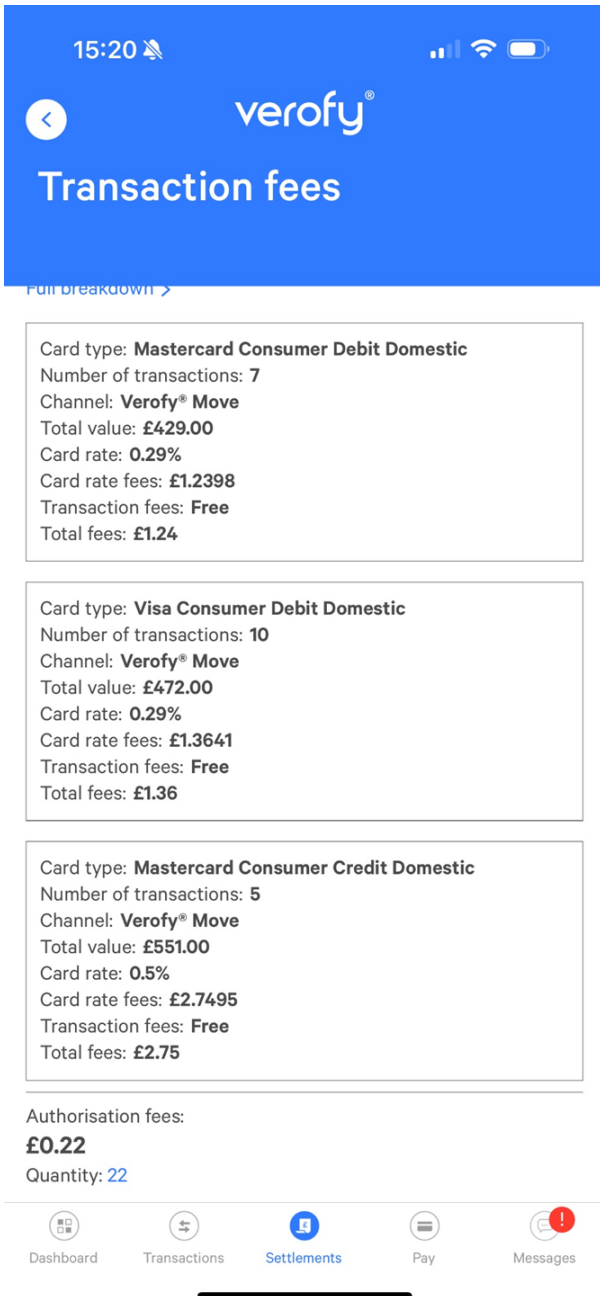 15:20
verofy®
Transaction fees
Full breakdown >
Card type: Mastercard Consumer Debit Domestic
Number of transactions: 7
Channel: Verofy® Move
Total value: £429.00
Card rate: 0.29%
Card rate fees: £1.2398
Transaction fees: Free
Total fees: £1.24
Card type: Visa Consumer Debit Domestic
Number of transactions: 10
Channel: Verofy® Move
Total value: £472.00
Card rate: 0.29%
Card rate fees: £1.3641
Transaction fees: Free
Total fees: £1.36
Card type: Mastercard Consumer Credit Domestic
Number of transactions: 5
Channel: Verofy® Move
Total value: £551.00
Card rate: 0.5%
Card rate fees: £2.7495
Transaction fees: Free
Total fees: £2.75
Authorisation fees:
£0.22
Quantity: 22
!
Dashboard Transactions Settlements Pay Messages